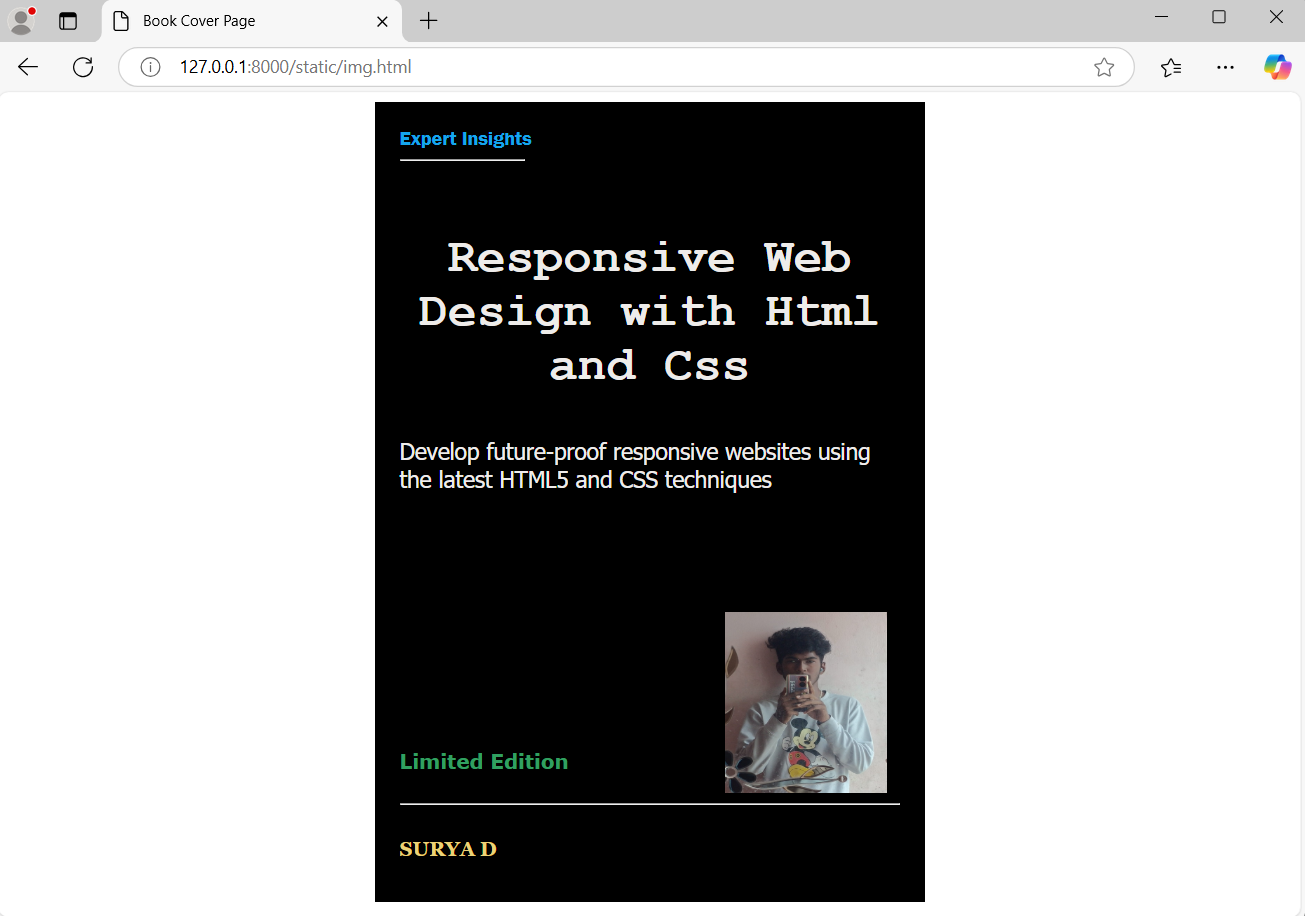 Book Cover Page
127.0.0.1:8000/static/img.html
Expert Insights
Responsive Web
Design with Html
and Css
Develop future-proof responsive websites using
the latest HTML5 and CSS techniques
Limited Edition
SURYA D